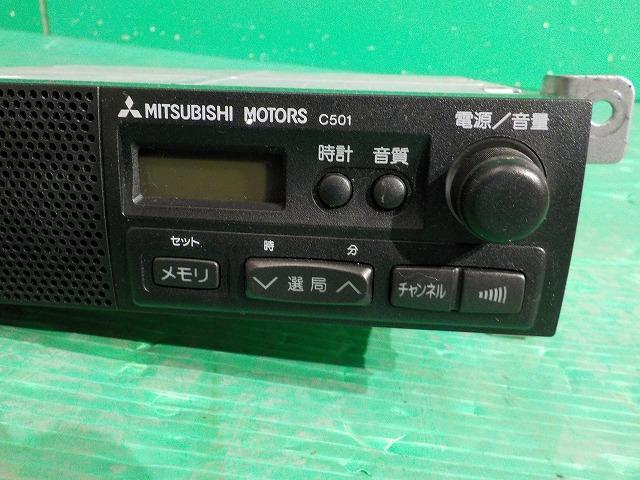 MITSUBISHI MOTORS C501
電源／音量
時計 音質
セット 時 分
メモリ 選局 チャンネル